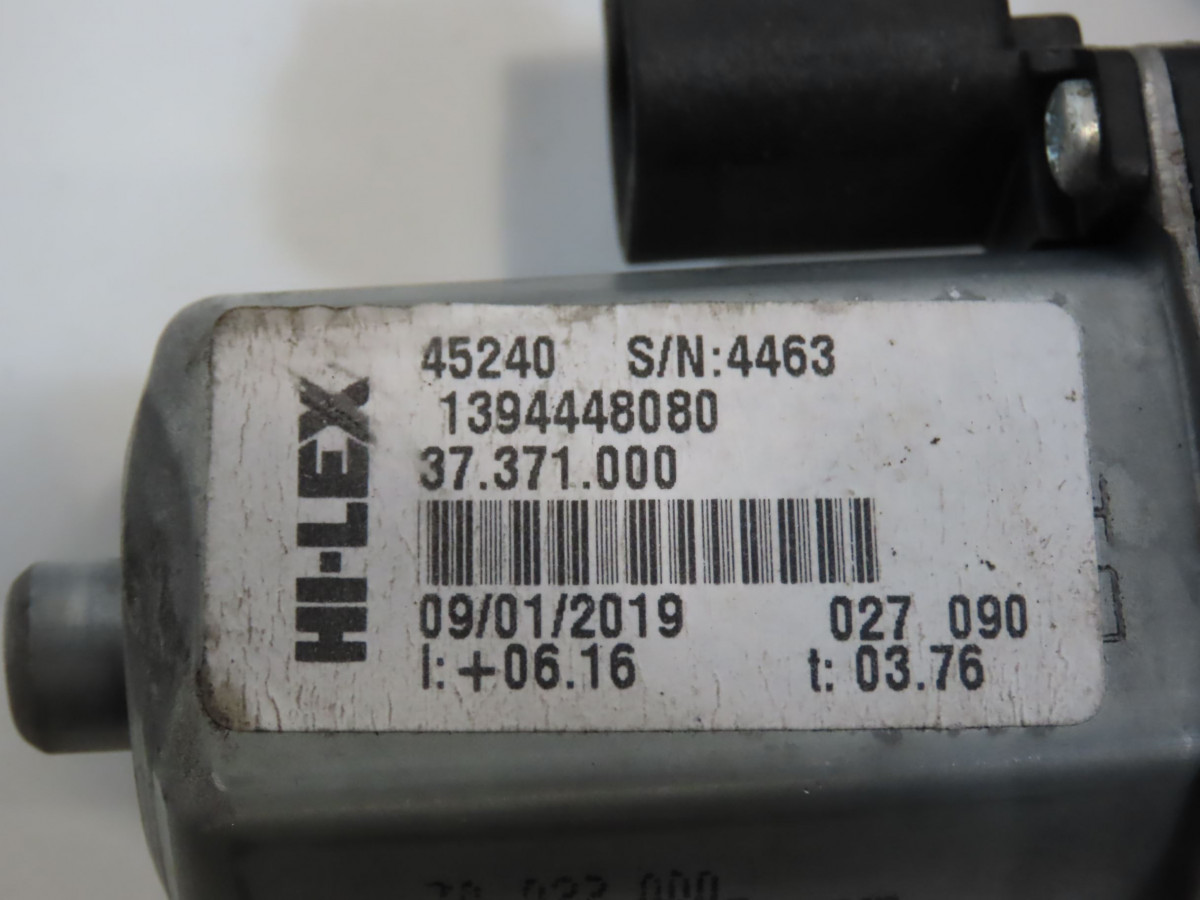 HI-LEX
45240 S/N:4463
1394448080
37.371.000
09/01/2019 027 090
I:+06.16 t: 03.76